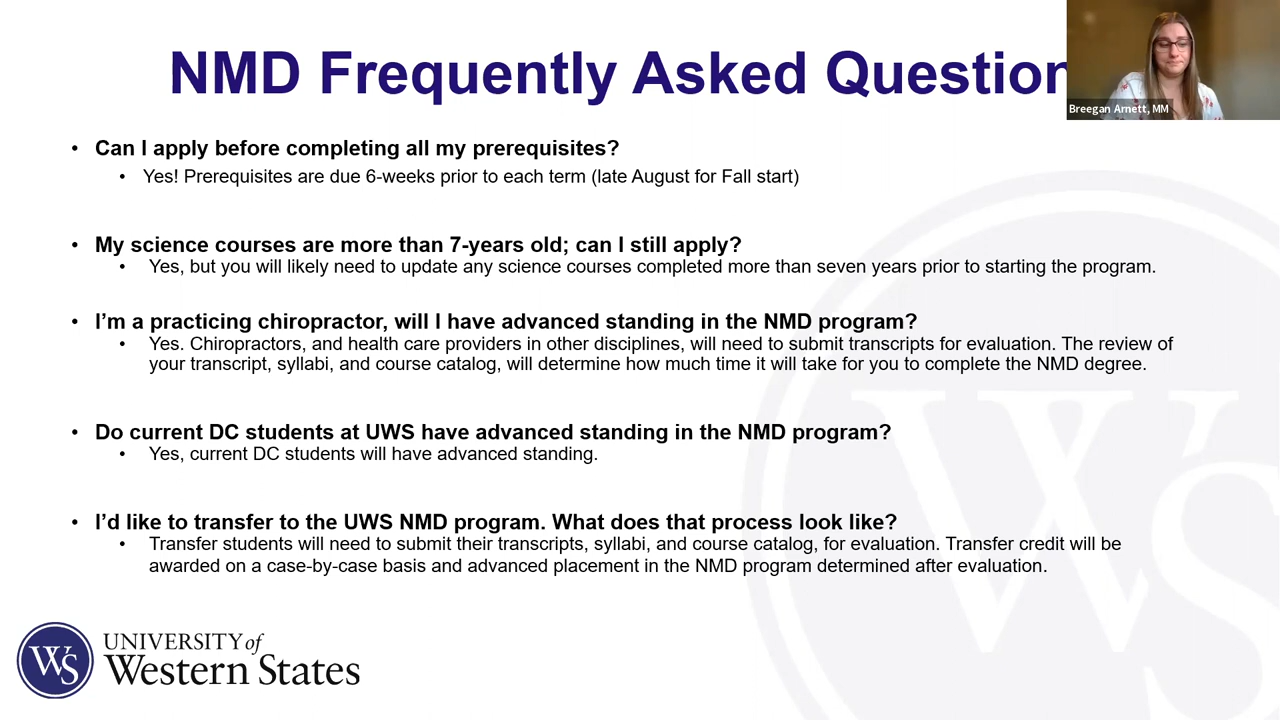 NMD Frequently Asked Question
Breegan Arnett, MM
• Can I apply before completing all my prerequisites?
• Yes! Prerequisites are due 6-weeks prior to each term (late August for Fall start)
• My science courses are more than 7-years old; can I still apply?
• Yes, but you will likely need to update any science courses completed more than seven years prior to starting the program.
• I’m a practicing chiropractor, will I have advanced standing in the NMD program?
• Yes. Chiropractors, and health care providers in other disciplines, will need to submit transcripts for evaluation. The review of
your transcript, syllabi, and course catalog, will determine how much time it will take for you to complete the NMD degree.
• Do current DC students at UWS have advanced standing in the NMD program?
• Yes, current DC students will have advanced standing.
• I’d like to transfer to the UWS NMD program. What does that process look like?
• Transfer students will need to submit their transcripts, syllabi, and course catalog, for evaluation. Transfer credit will be
awarded on a case-by-case basis and advanced placement in the NMD program determined after evaluation.
WS
UNIVERSITY of
Western States
W'S